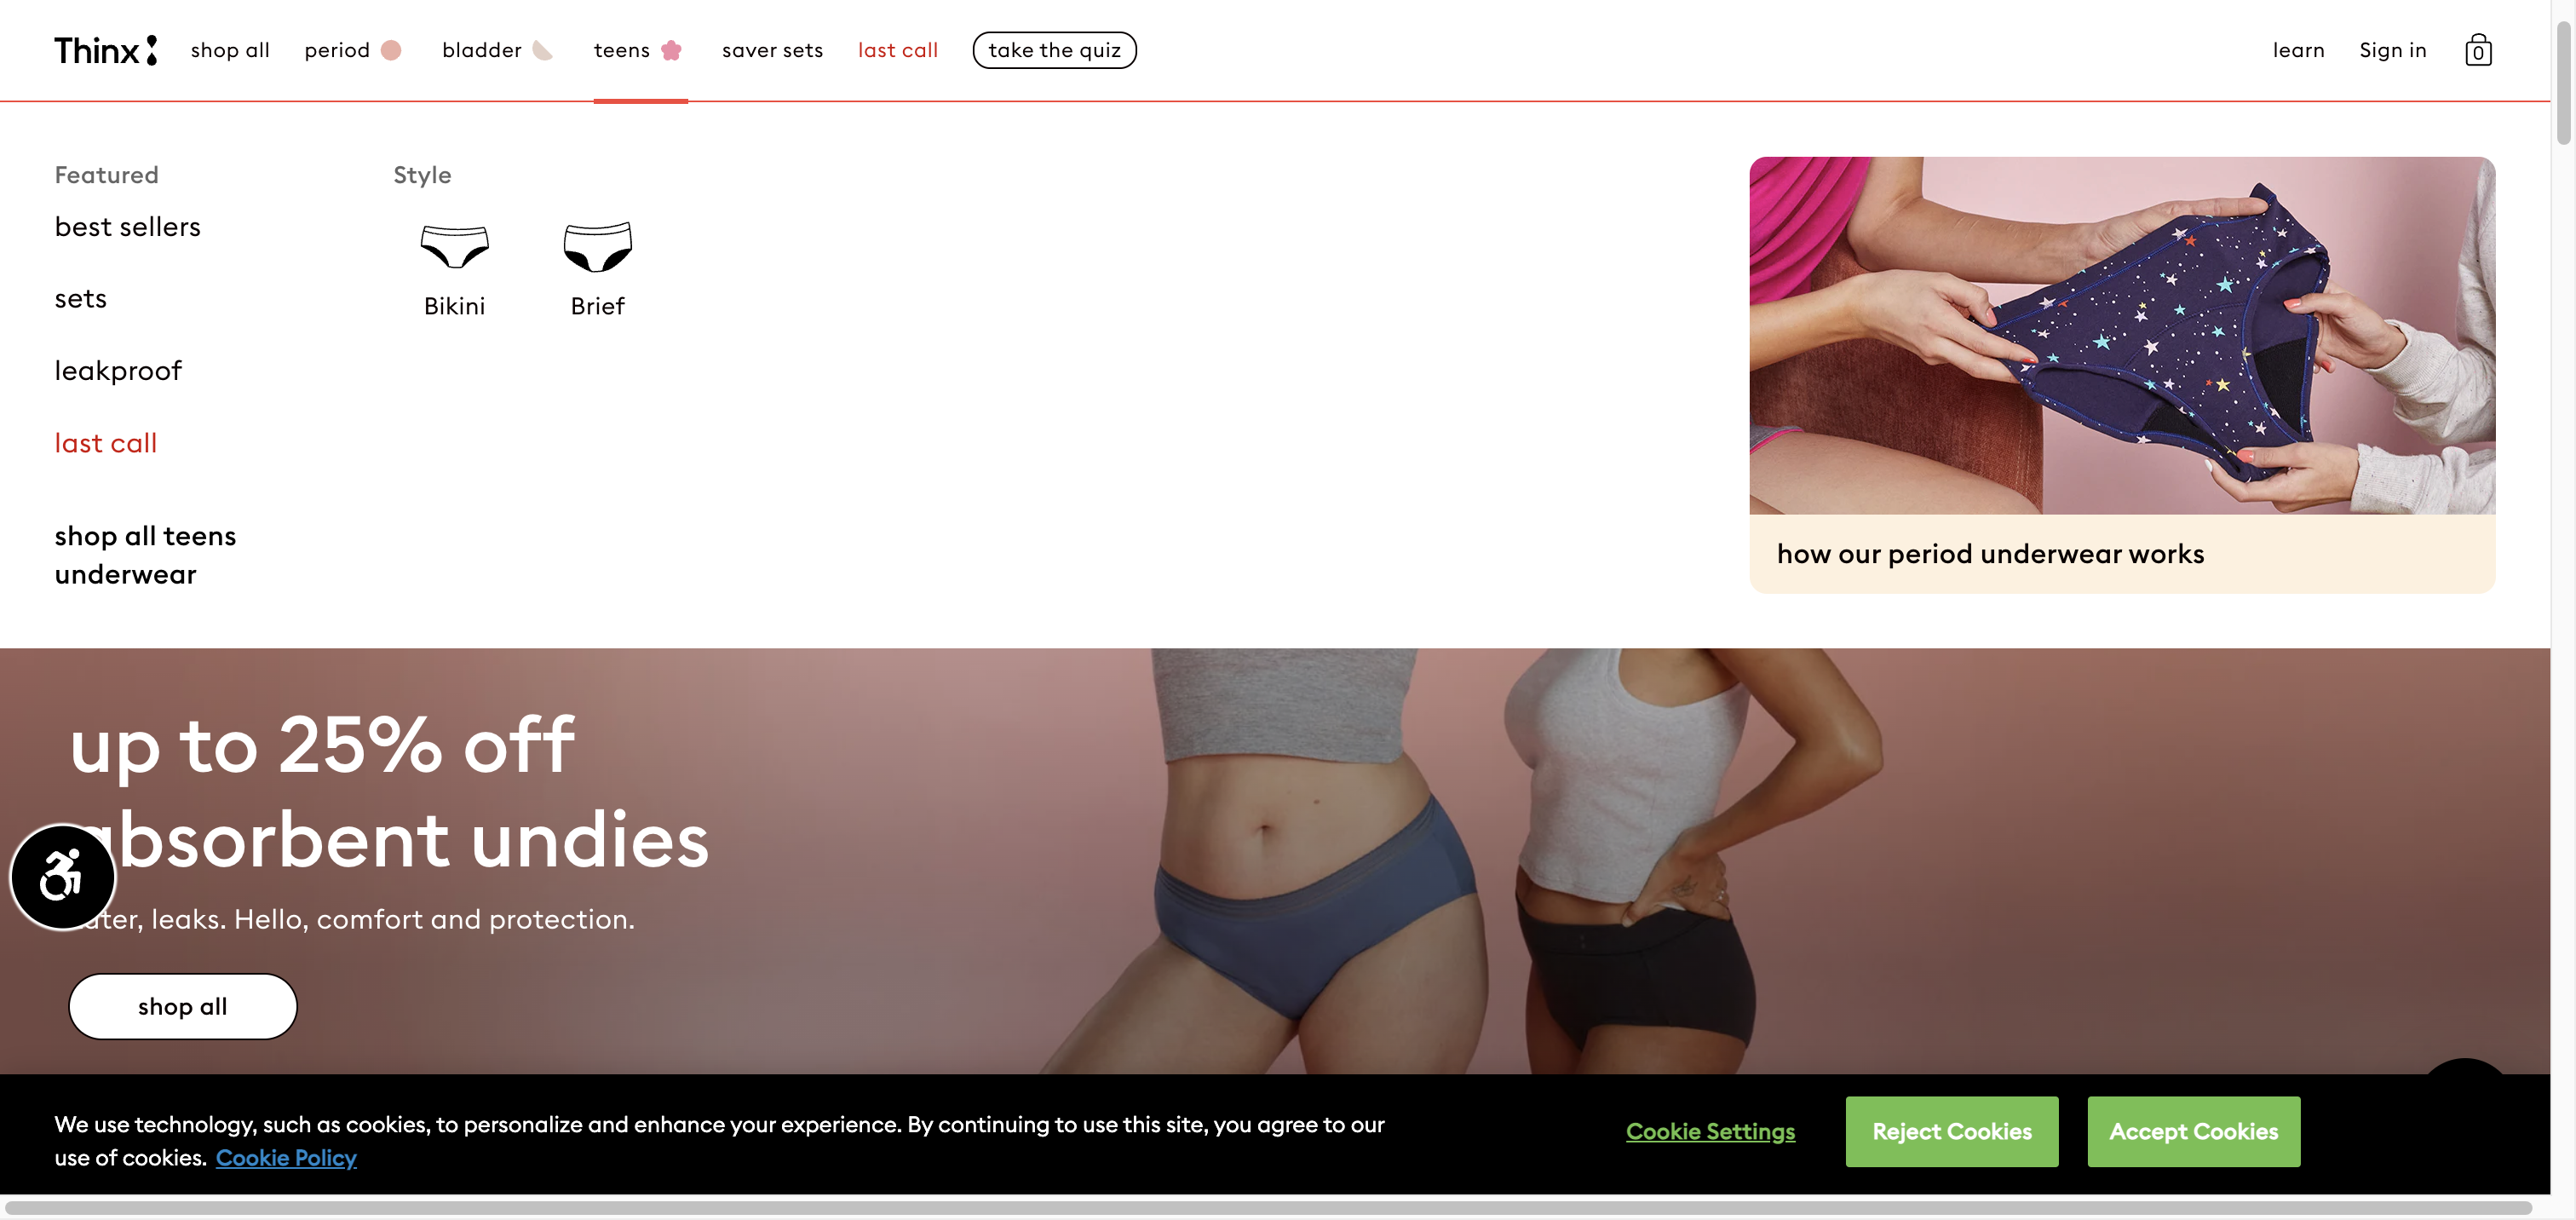 Thinx
shop all
period
bladder
teens
saver sets
last call
take the quiz
learn
Sign in
0
Featured
best sellers
sets
leakproof
last call
shop all teens
underwear
Style
Bikini
Brief
how our period underwear works
up to 25% off
absorbent undies
leaks. Hello, comfort and protection.
shop all
We use technology, such as cookies, to personalize and enhance your experience. By continuing to use this site, you agree to our
use of cookies. Cookie Policy
Cookie Settings
Reject Cookies
Accept Cookies